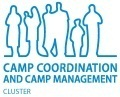 CAMP COORDINATION
AND CAMP MANAGEMENT
CLUSTER